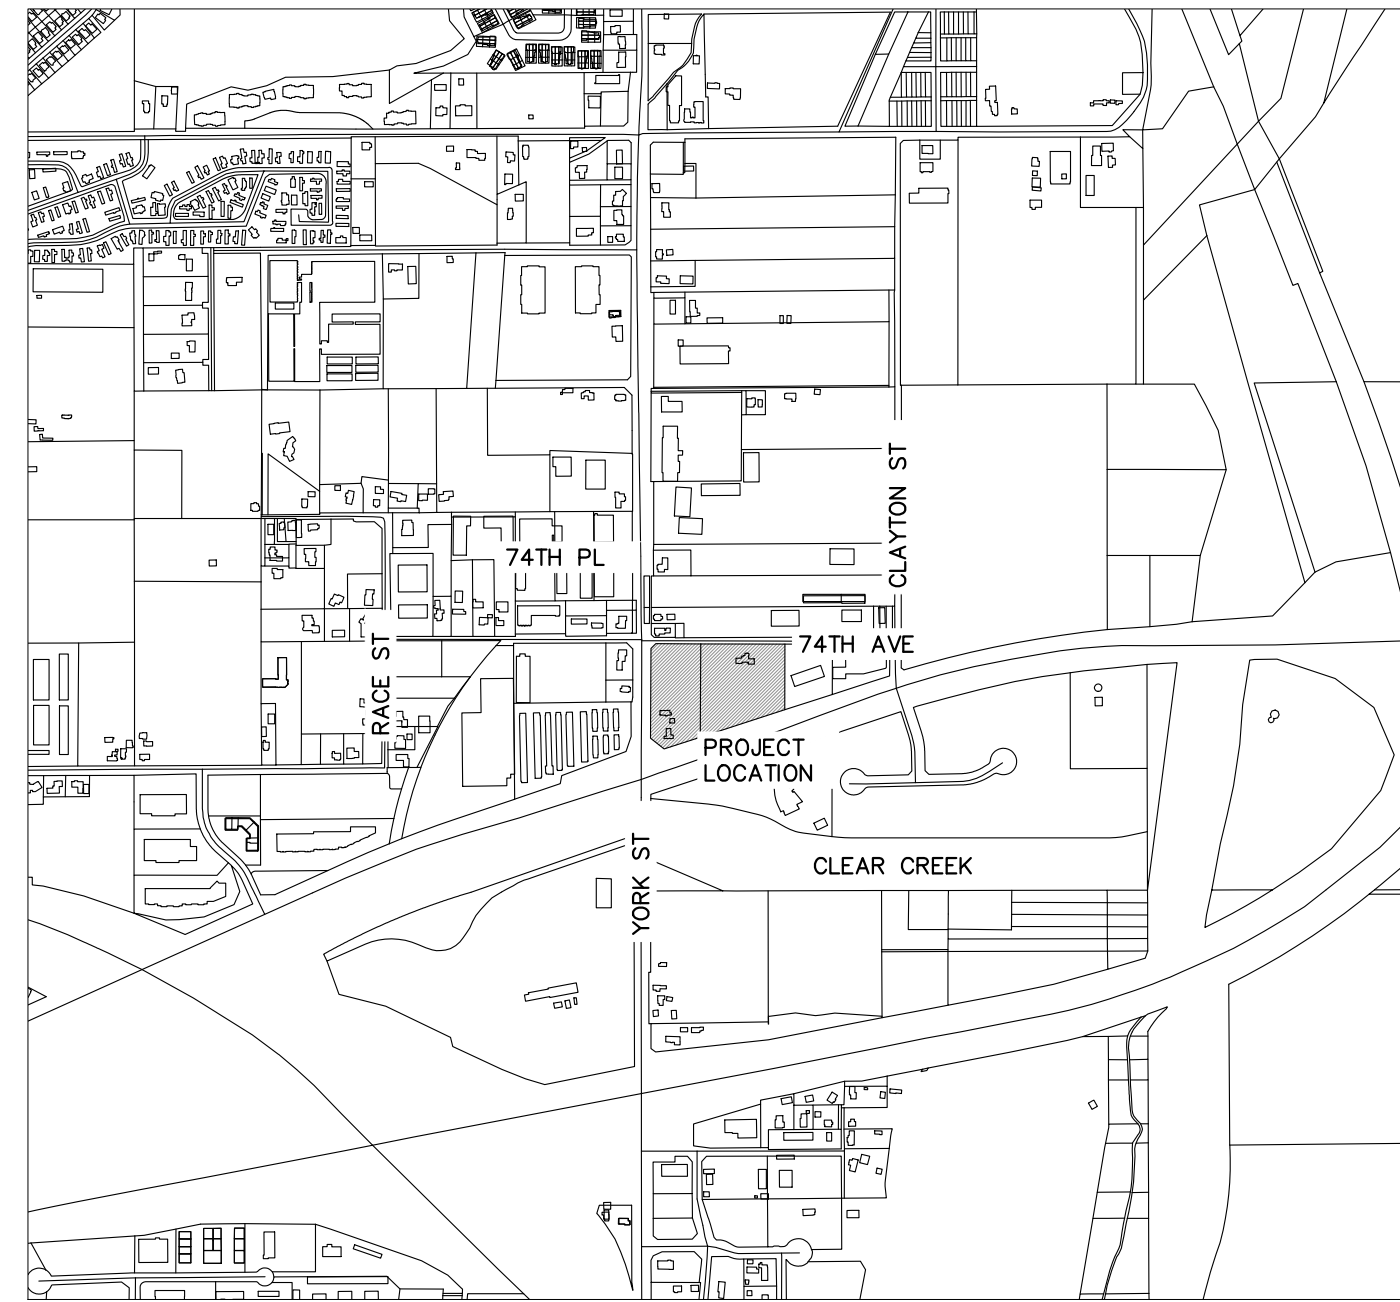 CLAYTON ST
74TH PL
74TH AVE
RACE ST
PROJECT
LOCATION
YORK ST
CLEAR CREEK